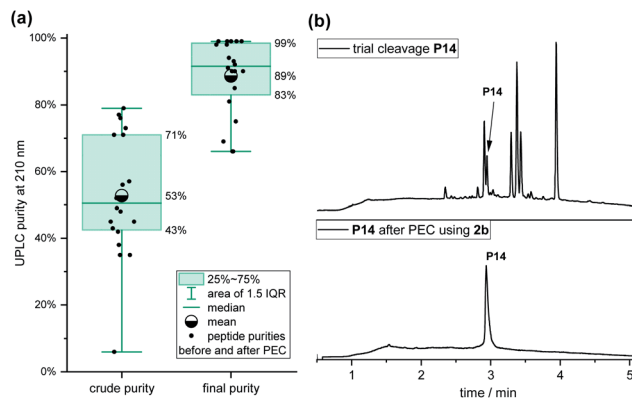 (a)
100%
80%
60%
40%
20%
0%
UPLC purity at 210 nm
99%
89%
83%
71%
53%
43%
25%~75%
area of 1.5 IQR
median
mean
peptide purities
before and after PEC
crude purity
final purity
(b)
trial cleavage P14
P14
P14 after PEC using 2b
P14
1
2
3
4
5
time / min